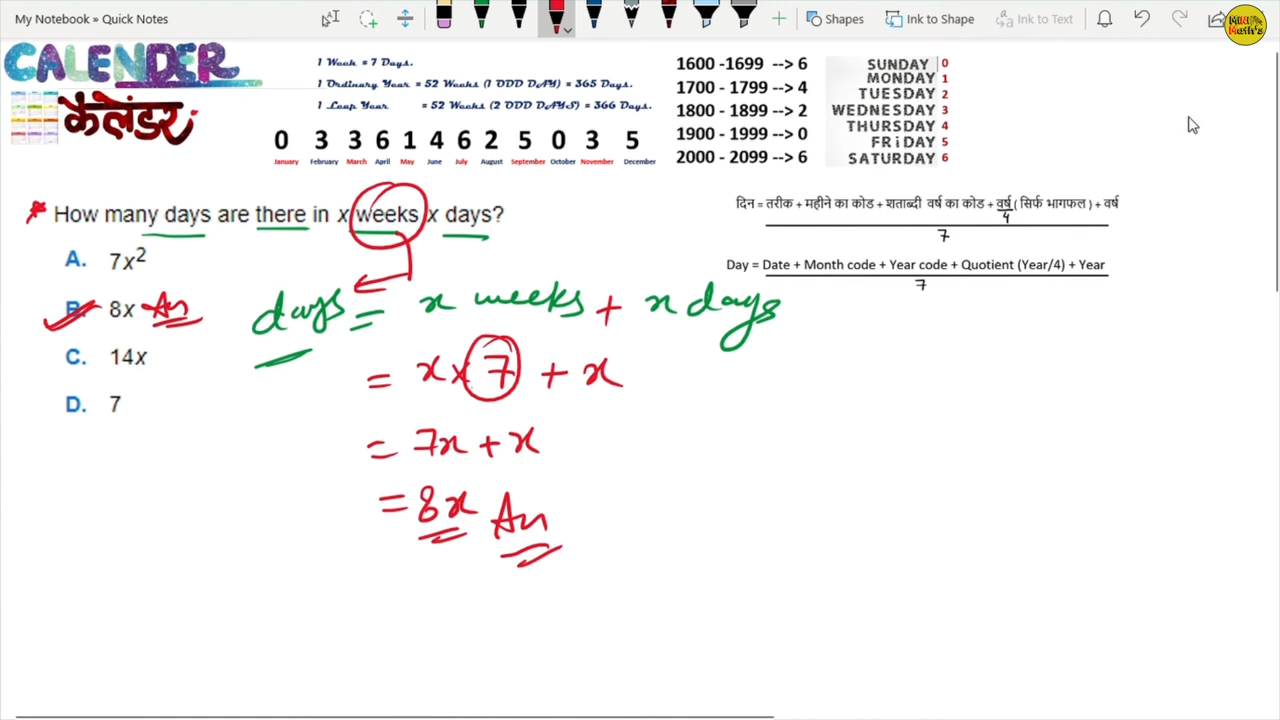 My Notebook » Quick Notes
Shapes
Ink to Shape
Ink to Text
MINI Math's
CALENDER
कैलेंडर
1 Week = 7 Days.
1 Ordinary Year = 52 Weeks (1 ODD DAY) = 365 Days.
1 Leap Year = 52 Weeks (2 ODD DAYS) = 366 Days.
0 3 3 6 1 4 6 2 5 0 3 5
January February March April May June July August September October November December
1600 -1699 --> 6
1700 - 1799 --> 4
1800 - 1899 --> 2
1900 - 1999 --> 0
2000 - 2099 --> 6
SUNDAY 0
MONDAY 1
TUESDAY 2
WEDNESDAY 3
THURSDAY 4
FRiDAY 5
SATURDAY 6
दिन = तरीक + महीने का कोड + शताब्दी वर्ष का कोड + वर्ष/4 ( सिर्फ भागफल ) + वर्ष
7
Day = Date + Month code + Year code + Quotient (Year/4) + Year
7
How many days are there in x weeks x days?
A. 7x²
B. 8x An
C. 14x
D. 7
days = x weeks + x days
= x × 7 + x
= 7x + x
= 8x An